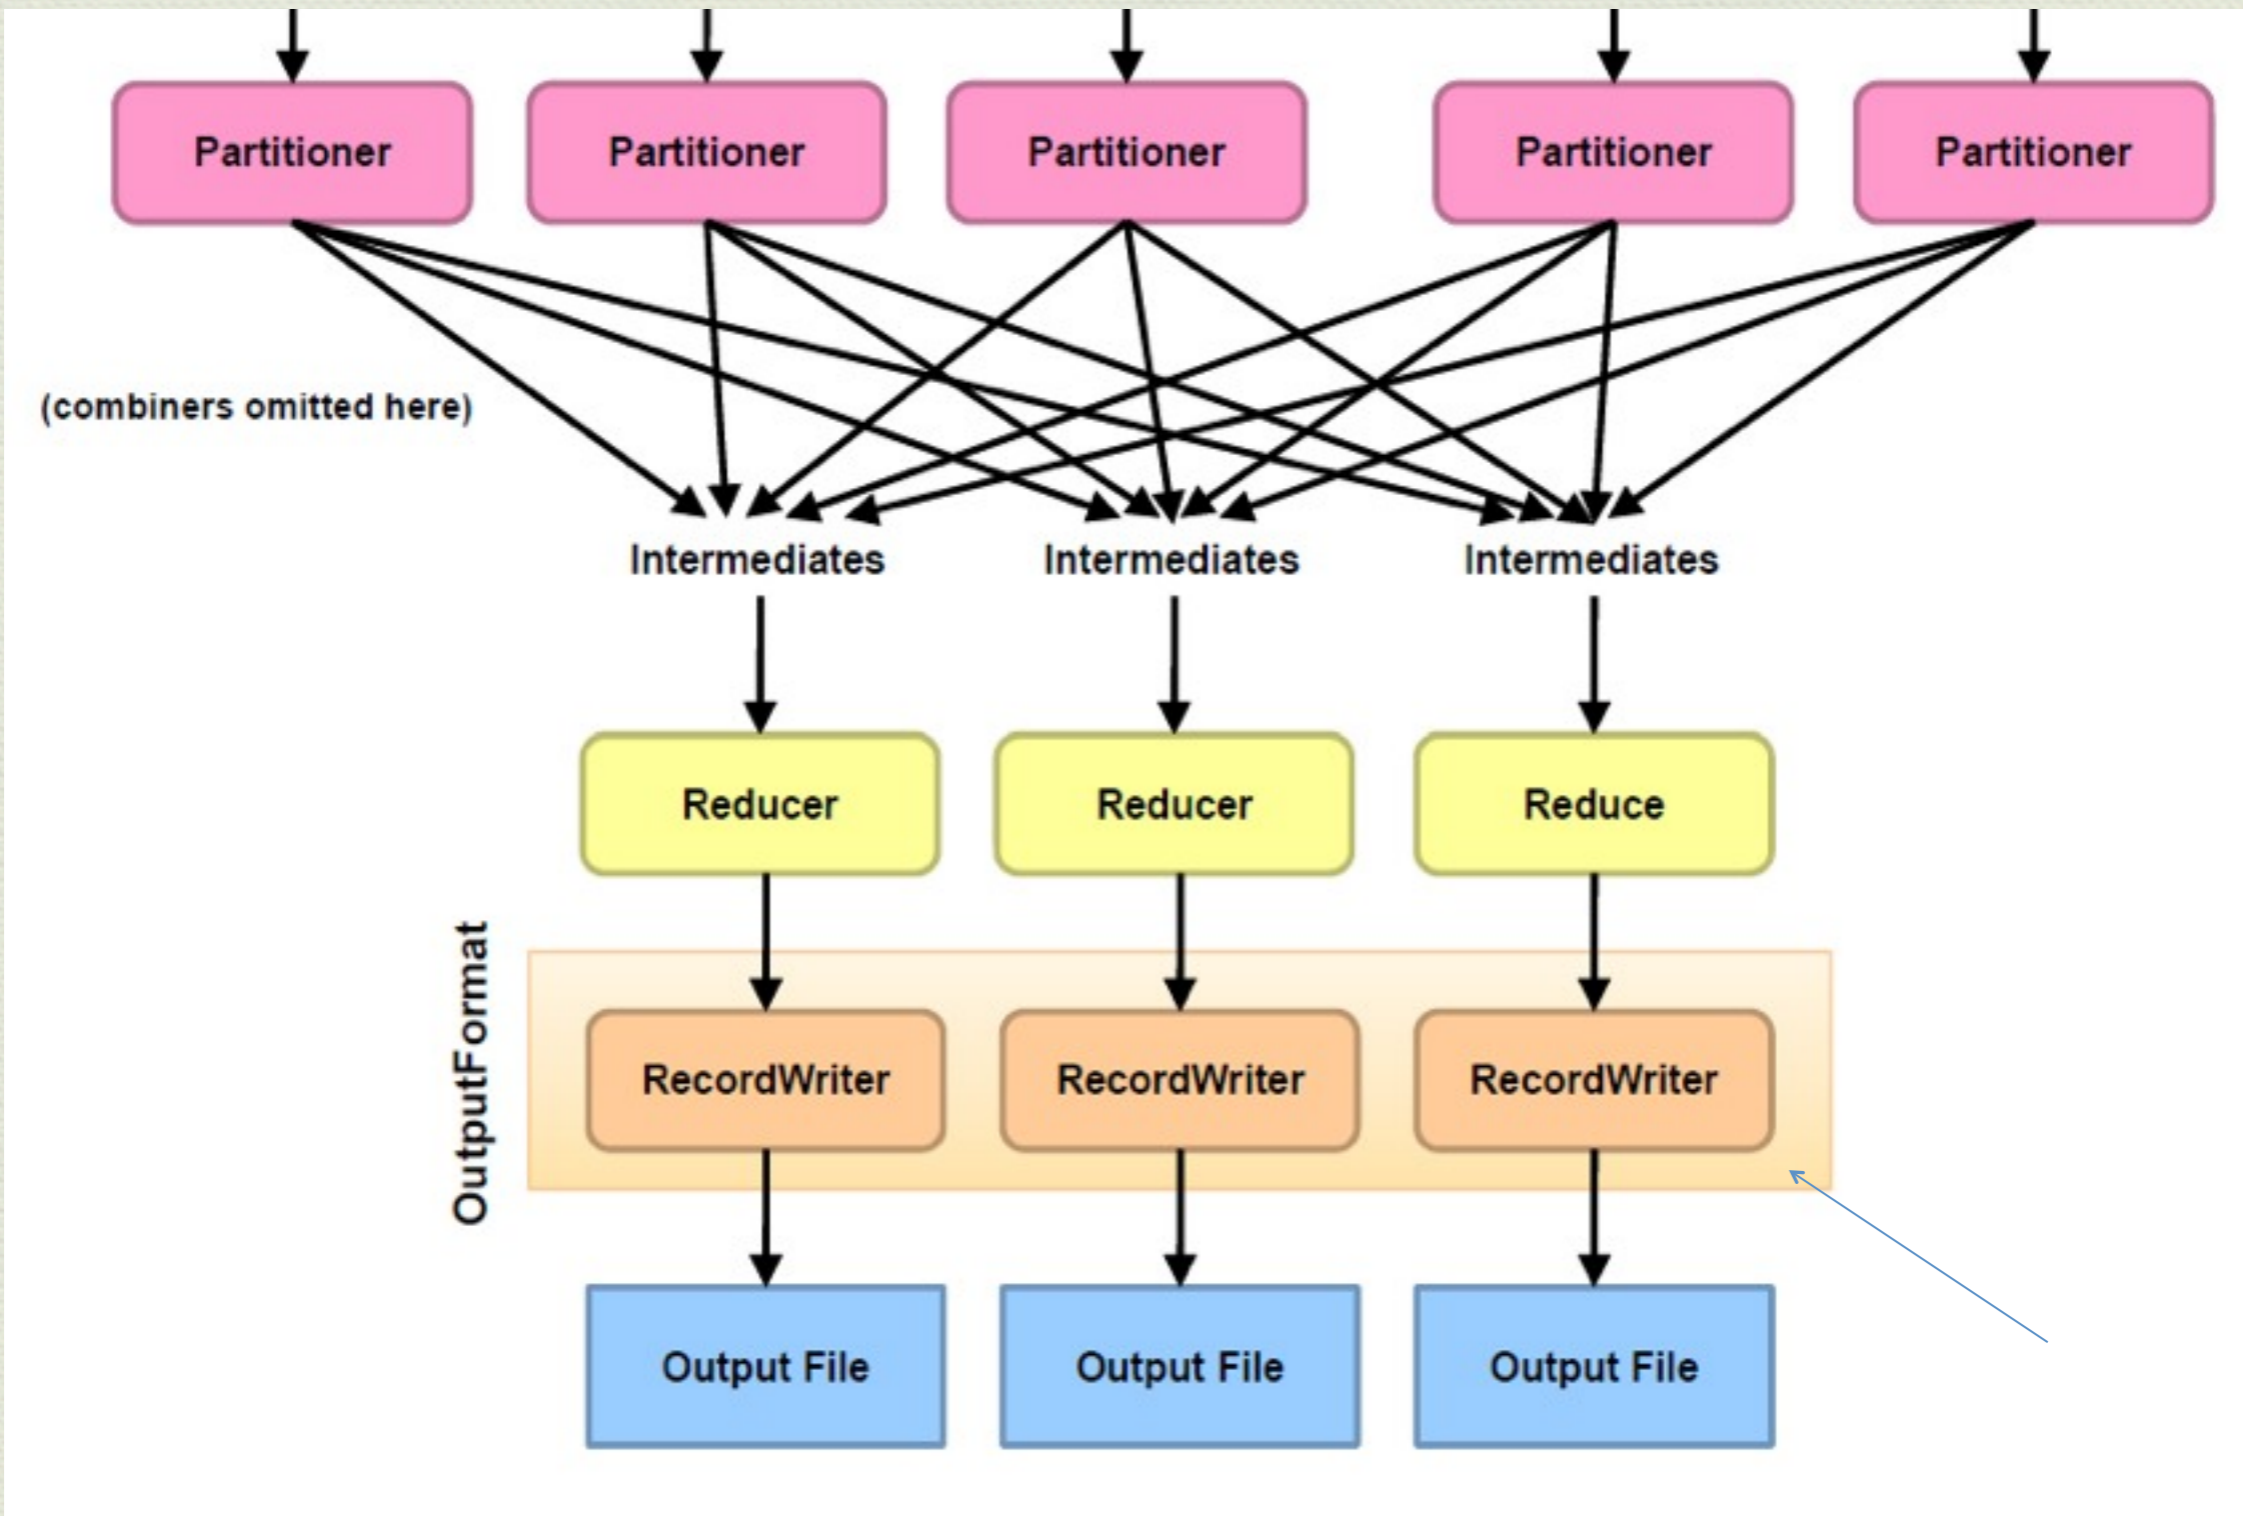 Partitioner
Partitioner
Partitioner
Partitioner
Partitioner
(combiners omitted here)
Intermediates
Intermediates
Intermediates
Reducer
Reducer
Reduce
OutputFormat
RecordWriter
RecordWriter
RecordWriter
Output File
Output File
Output File